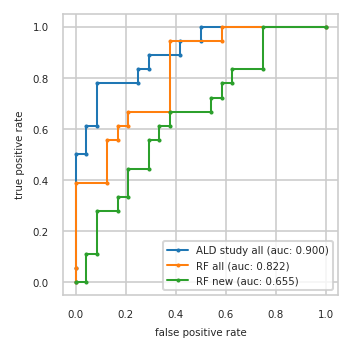 1.0
0.8
0.6
0.4
0.2
0.0
true positive rate
ALD study all (auc: 0.900)
RF all (auc: 0.822)
RF new (auc: 0.655)
0.0 0.2 0.4 0.6 0.8 1.0
false positive rate